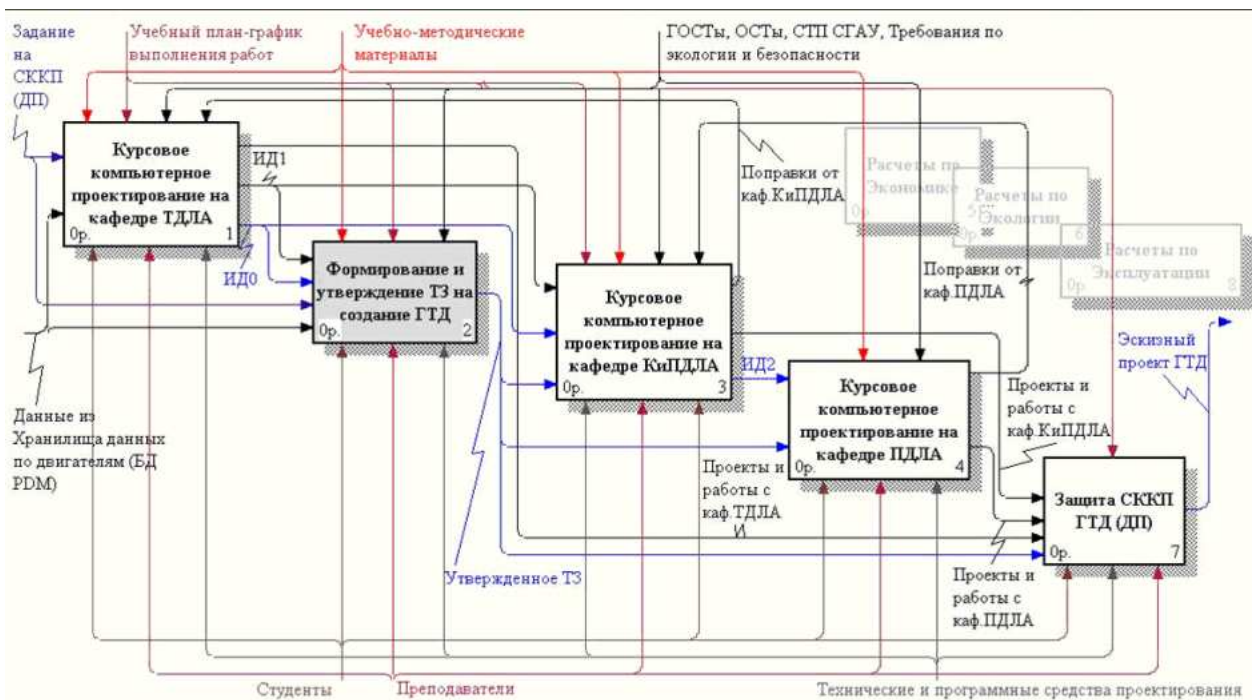 Задание
на
СККП
(ДП)
Учебный план-график
выполнения работ
Учебно-методические
материалы
ГОСТы, ОСТы, СТП СГАУ, Требования по
экологии и безопасности
Курсовое
компьютерное
проектирование на
кафедре ТДЛА
0р.
1
ИД1
ИД0
Поправки от
каф.КиПДЛА
Расчеты по
Экономике
0р.
5
Расчеты по
Экологии
0р.
6
Расчеты по
Эксплуатации
0р.
8
Формирование и
утверждение ТЗ на
создание ГТД
0р.
2
Поправки от
каф.ПДЛА
Курсовое
компьютерное
проектирование на
кафедре КиПДЛА
0р.
3
ИД2
Эскизный
проект ГТД
Курсовое
компьютерное
проектирование на
кафедре ПДЛА
0р.
4
Проекты и
работы с
каф.КиПДЛА
Данные из
Хранилища данных
по двигателям (БД
PDM)
Проекты и
работы с
каф.ТДЛА
Защита СККП
ГТД (ДП)
0р.
7
Утвержденное ТЗ
Проекты и
работы с
каф.ПДЛА
Студенты
Преподаватели
Технические и программные средства проектирования